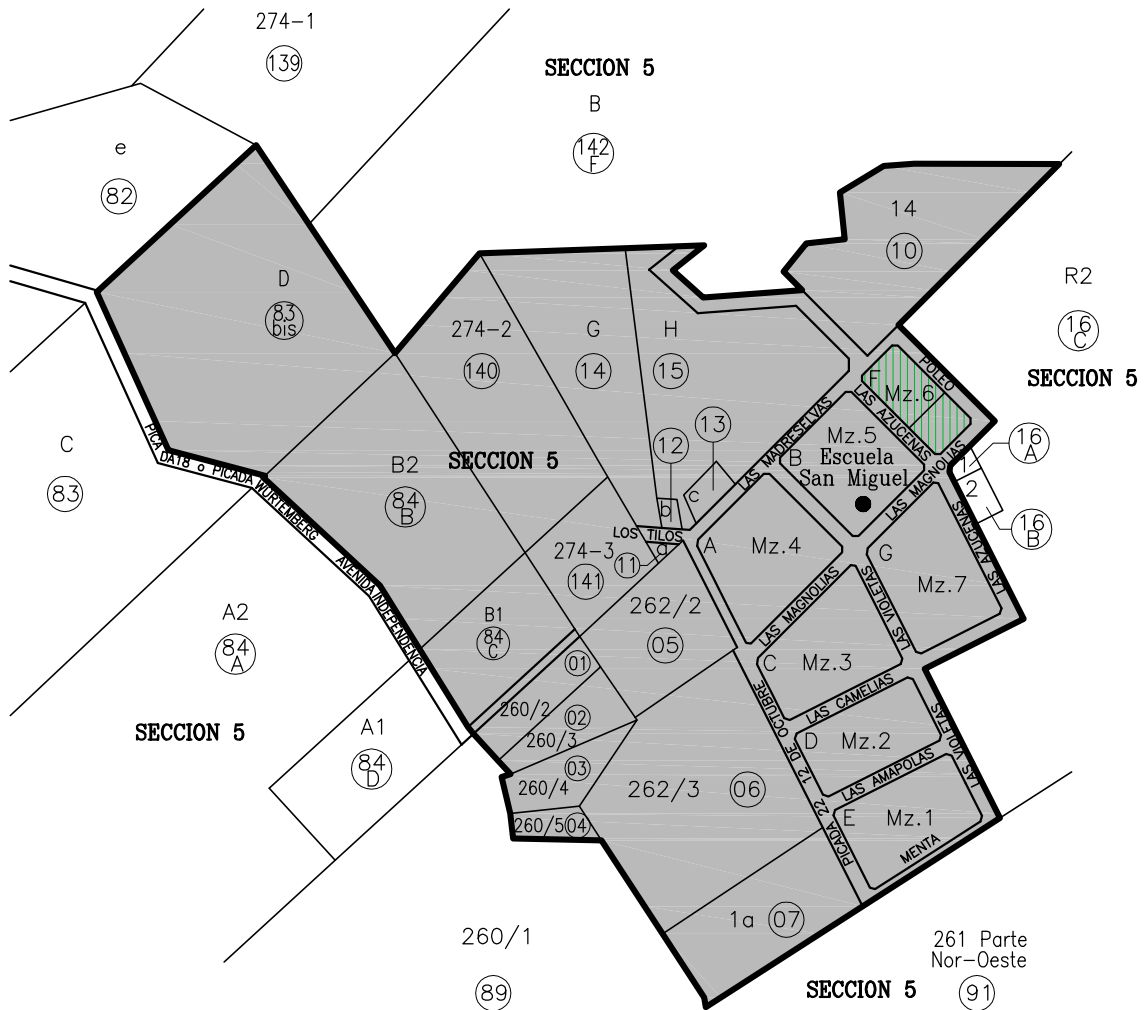 274-1
139
SECCION 5
B
142
F
e
82
14
10
D
83
bis
R2
16
C
SECCION 5
274-2
140
G
14
H
15
POLEO
F
Mz.6
LAS AZUCENAS
LAS MADRESELVAS
Mz.5
B
Escuela
San Miguel
LAS MAGNOLIAS
1
16
A
2
16
B
LAS AZUCENAS
C
83
PICADA 18 o PICADA WURTEMBERG
B2
84
B
SECCION 5
12
13
b
c
LOS TILOS
a
11
274-3
141
A
Mz.4
G
Mz.7
LAS MAGNOLIAS
LAS VIOLETAS
AVENIDA INDEPENDENCIA
A2
84
A
B1
84
C
262/2
05
01
C
Mz.3
LAS CAMELIAS
SECCION 5
A1
84
D
260/2
02
260/3
03
260/4
260/5
04
262/3
06
PICADA 22 12 DE OCTUBRE
D
Mz.2
LAS AMAPOLAS
LAS VIOLETAS
E
Mz.1
MENTA
1a
07
260/1
89
261 Parte
Nor-Oeste
SECCION 5
91